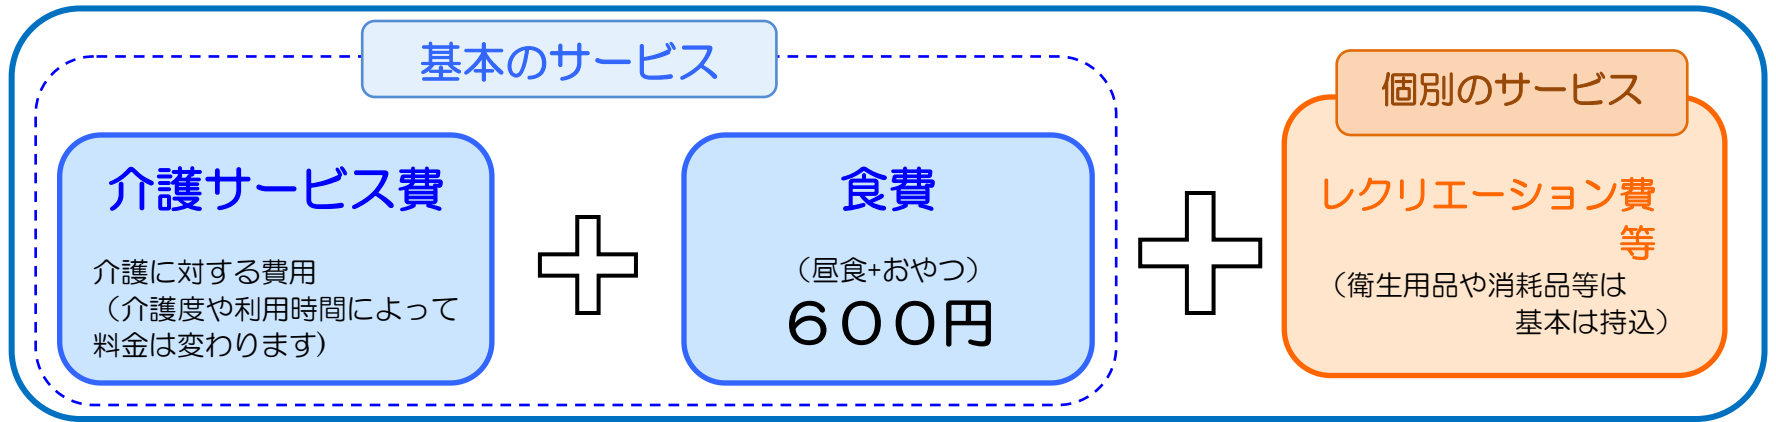 基本のサービス
介護サービス費
介護に対する費用
（介護度や利用時間によって
料金は変わります）
食費
（昼食+おやつ）
６００円
個別のサービス
レクリエーション費
等
（衛生用品や消耗品等は
基本は持込）